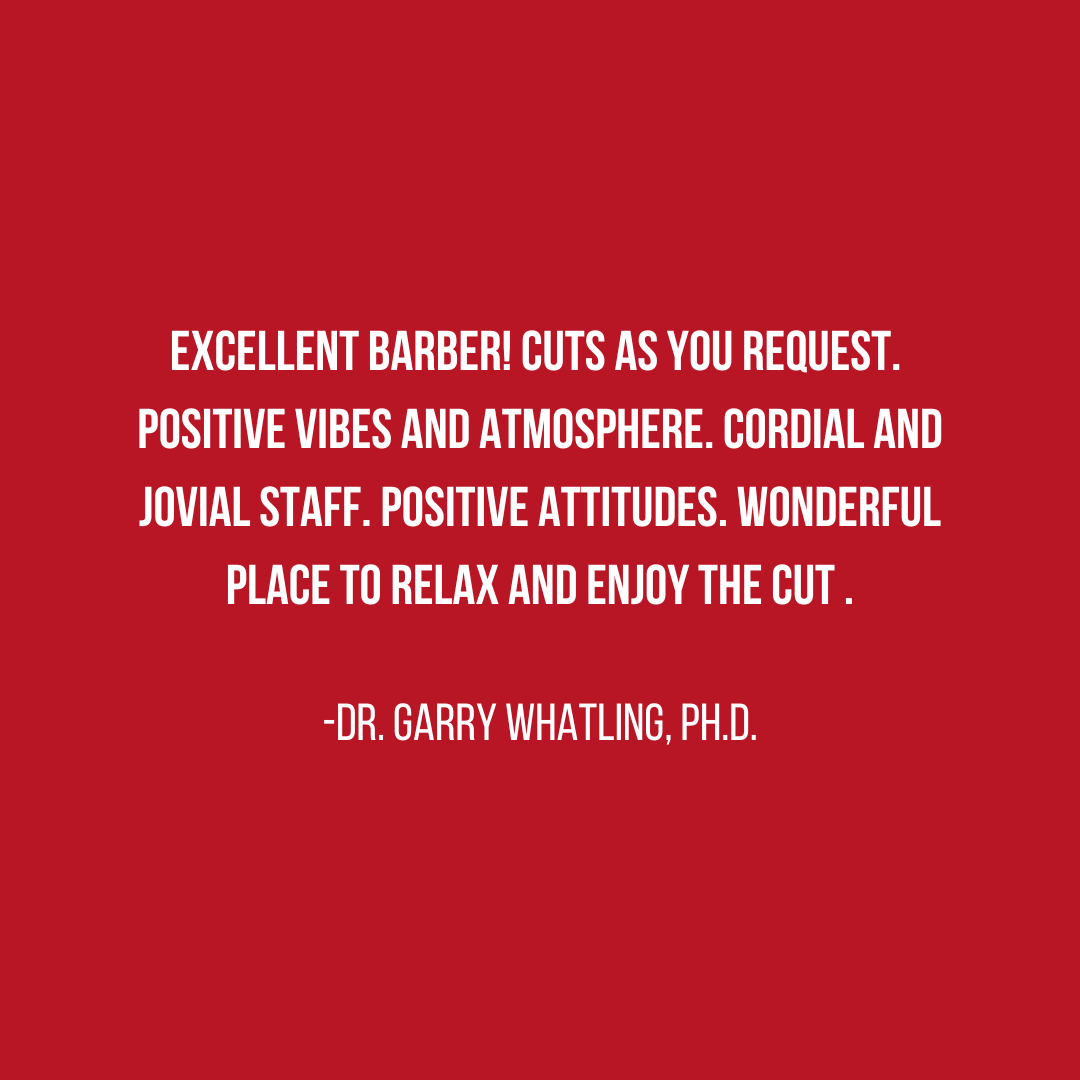 EXCELLENT BARBER! CUTS AS YOU REQUEST.
POSITIVE VIBES AND ATMOSPHERE. CORDIAL AND
JOVIAL STAFF. POSITIVE ATTITUDES. WONDERFUL
PLACE TO RELAX AND ENJOY THE CUT .
-DR. GARRY WHATLING, PH.D.